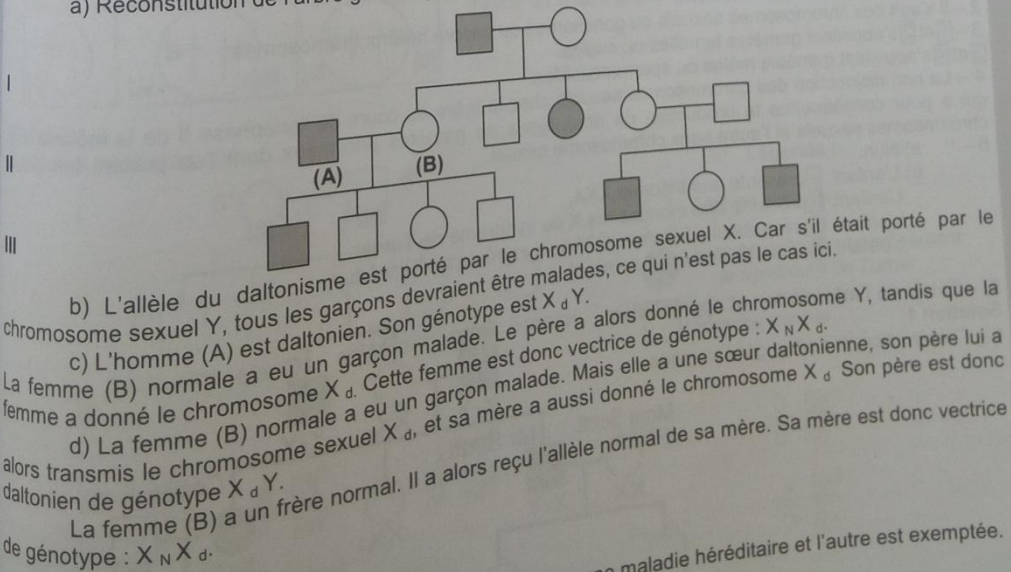 a) Reconstitution de l'arbre
I
II
(A)
(B)
III
b) L'allèle du daltonisme est porté par le chromosome sexuel X. Car s'il était porté par le
chromosome sexuel Y, tous les garçons devraient être malades, ce qui n'est pas le cas ici.
c) L'homme (A) est daltonien. Son génotype est X d Y.
La femme (B) normale a eu un garçon malade. Le père a alors donné le chromosome Y, tandis que la
femme a donné le chromosome X d. Cette femme est donc vectrice de génotype : X N X d.
d) La femme (B) normale a eu un garçon malade. Mais elle a une sœur daltonienne, son père lui a
alors transmis le chromosome sexuel X d, et sa mère a aussi donné le chromosome X d Son père est donc
daltonien de génotype X d Y.
La femme (B) a un frère normal. Il a alors reçu l'allèle normal de sa mère. Sa mère est donc vectrice
de génotype : X N X d.
maladie héréditaire et l'autre est exemptée.